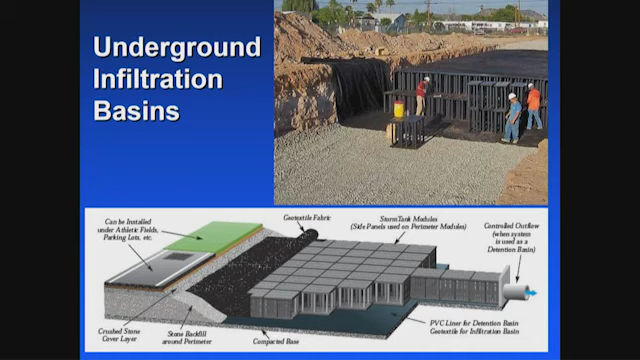 Underground
Infiltration
Basins
Can be Installed
under Athletic Fields,
Parking Lots, etc.
Geotextile Fabric
StormTank Modules
(Side Panels used on Perimeter Modules)
Controlled Outflow
(when system
is used as a
Detention Basin)
Crushed Stone
Cover Layer
Stone Backfill
around Perimeter
Compacted Base
PVC Liner for Detention Basin
Geotextile for Infiltration Basin